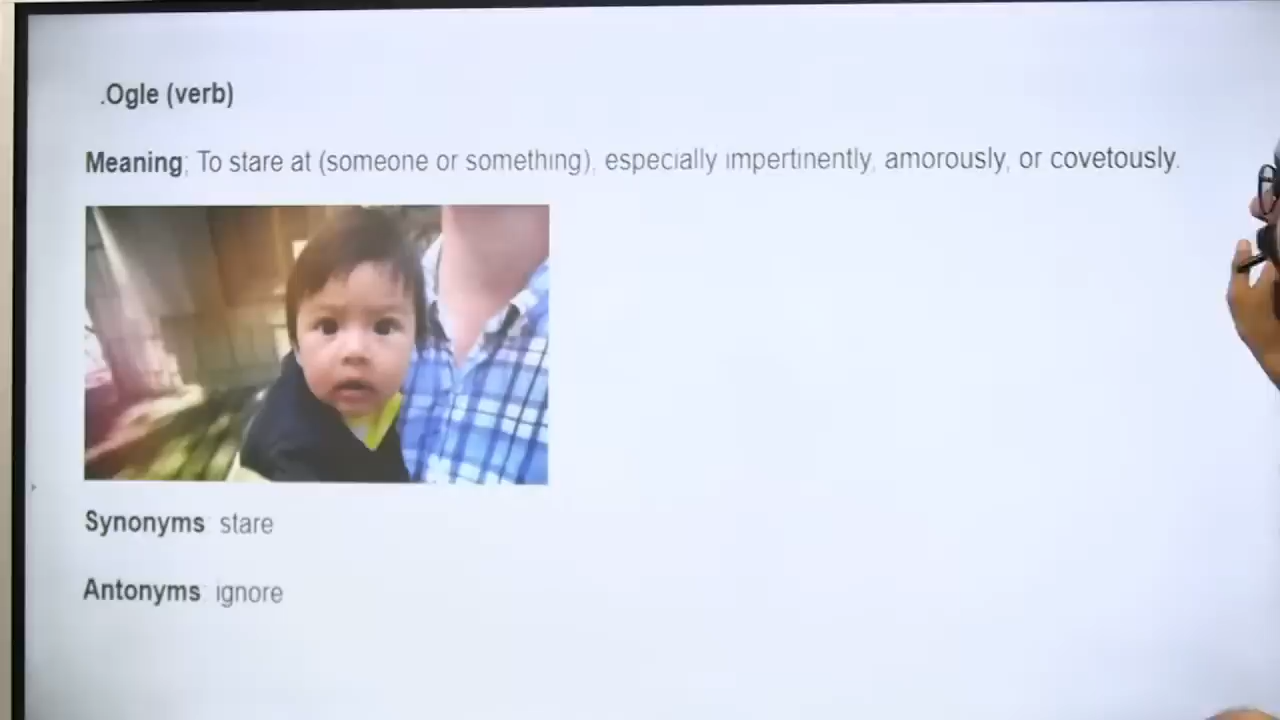 .Ogle (verb)
Meaning; To stare at (someone or something), especially impertinently, amorously, or covetously.
Synonyms: stare
Antonyms: ignore